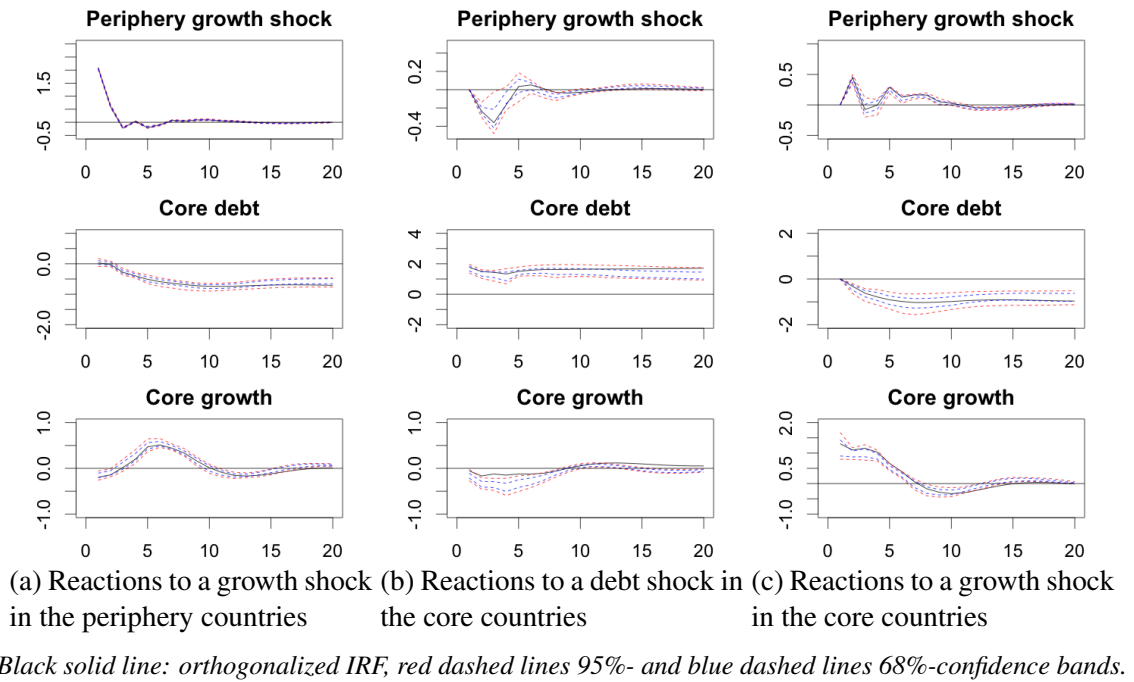 Periphery growth shock
Periphery growth shock
Periphery growth shock
1.5
-0.5
0.2
-0.4
0.5
-0.5
0 5 10 15 20
0 5 10 15 20
0 5 10 15 20
Core debt
Core debt
Core debt
0.0
-2.0
4
2
0
-2
2
0
-2
0 5 10 15 20
0 5 10 15 20
0 5 10 15 20
Core growth
Core growth
Core growth
1.0
0.0
-1.0
1.0
0.0
-1.0
2.0
0.5
-1.0
0 5 10 15 20
0 5 10 15 20
0 5 10 15 20
(a) Reactions to a growth shock
in the periphery countries
(b) Reactions to a debt shock in
the core countries
(c) Reactions to a growth shock
in the core countries
Black solid line: orthogonalized IRF, red dashed lines 95%- and blue dashed lines 68%-confidence bands.